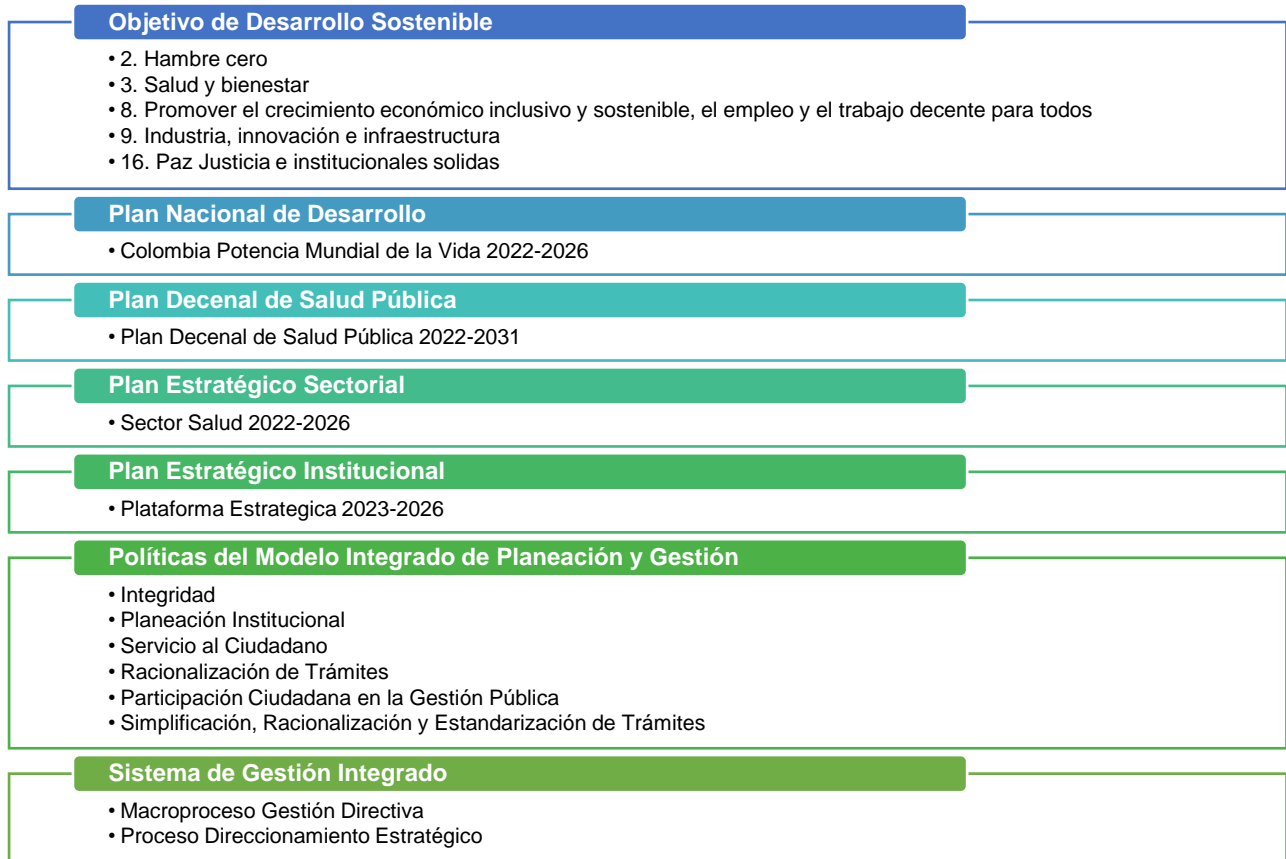 Objetivo de Desarrollo Sostenible
• 2. Hambre cero
• 3. Salud y bienestar
• 8. Promover el crecimiento económico inclusivo y sostenible, el empleo y el trabajo decente para todos
• 9. Industria, innovación e infraestructura
• 16. Paz Justicia e institucionales solidas
Plan Nacional de Desarrollo
• Colombia Potencia Mundial de la Vida 2022-2026
Plan Decenal de Salud Pública
• Plan Decenal de Salud Pública 2022-2031
Plan Estratégico Sectorial
• Sector Salud 2022-2026
Plan Estratégico Institucional
• Plataforma Estrategica 2023-2026
Políticas del Modelo Integrado de Planeación y Gestión
• Integridad
• Planeación Institucional
• Servicio al Ciudadano
• Racionalización de Trámites
• Participación Ciudadana en la Gestión Pública
• Simplificación, Racionalización y Estandarización de Trámites
Sistema de Gestión Integrado
• Macroproceso Gestión Directiva
• Proceso Direccionamiento Estratégico